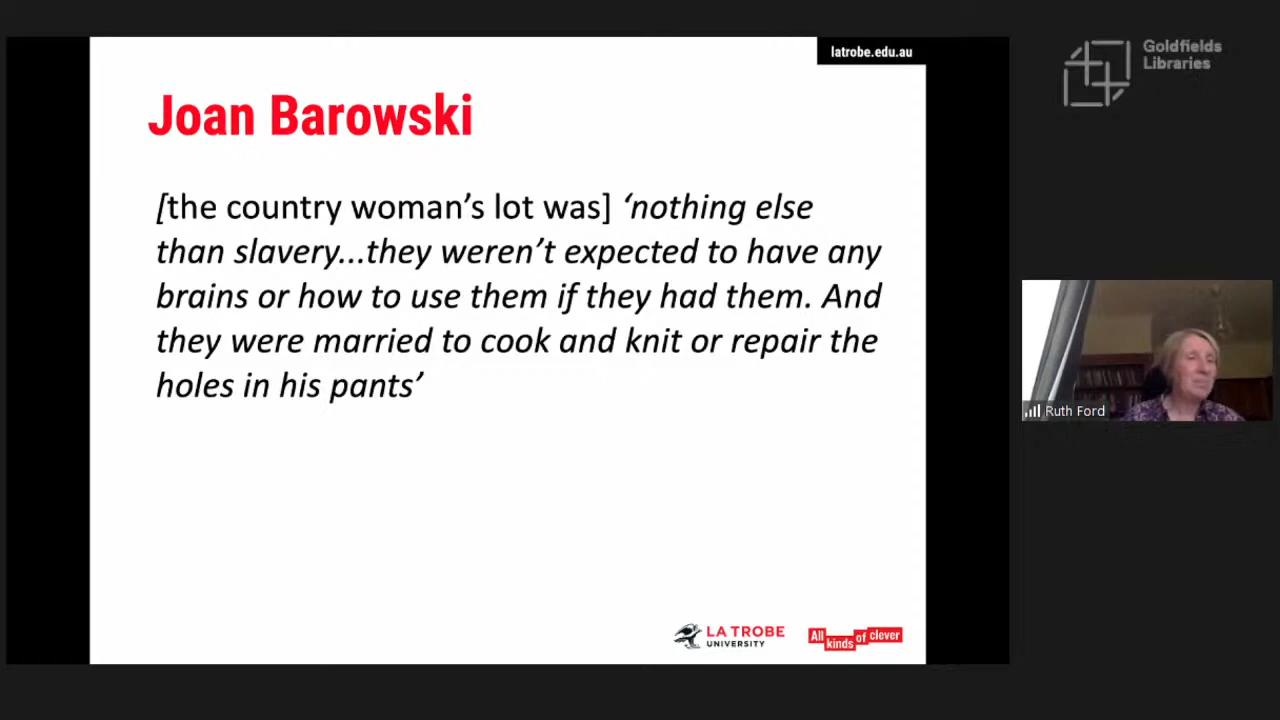 latrobe.edu.au
Goldfields
Libraries
Joan Barowski
[the country woman’s lot was] ‘nothing else
than slavery...they weren’t expected to have any
brains or how to use them if they had them. And
they were married to cook and knit or repair the
holes in his pants’
Ruth Ford
LA TROBE
UNIVERSITY
All kinds of clever